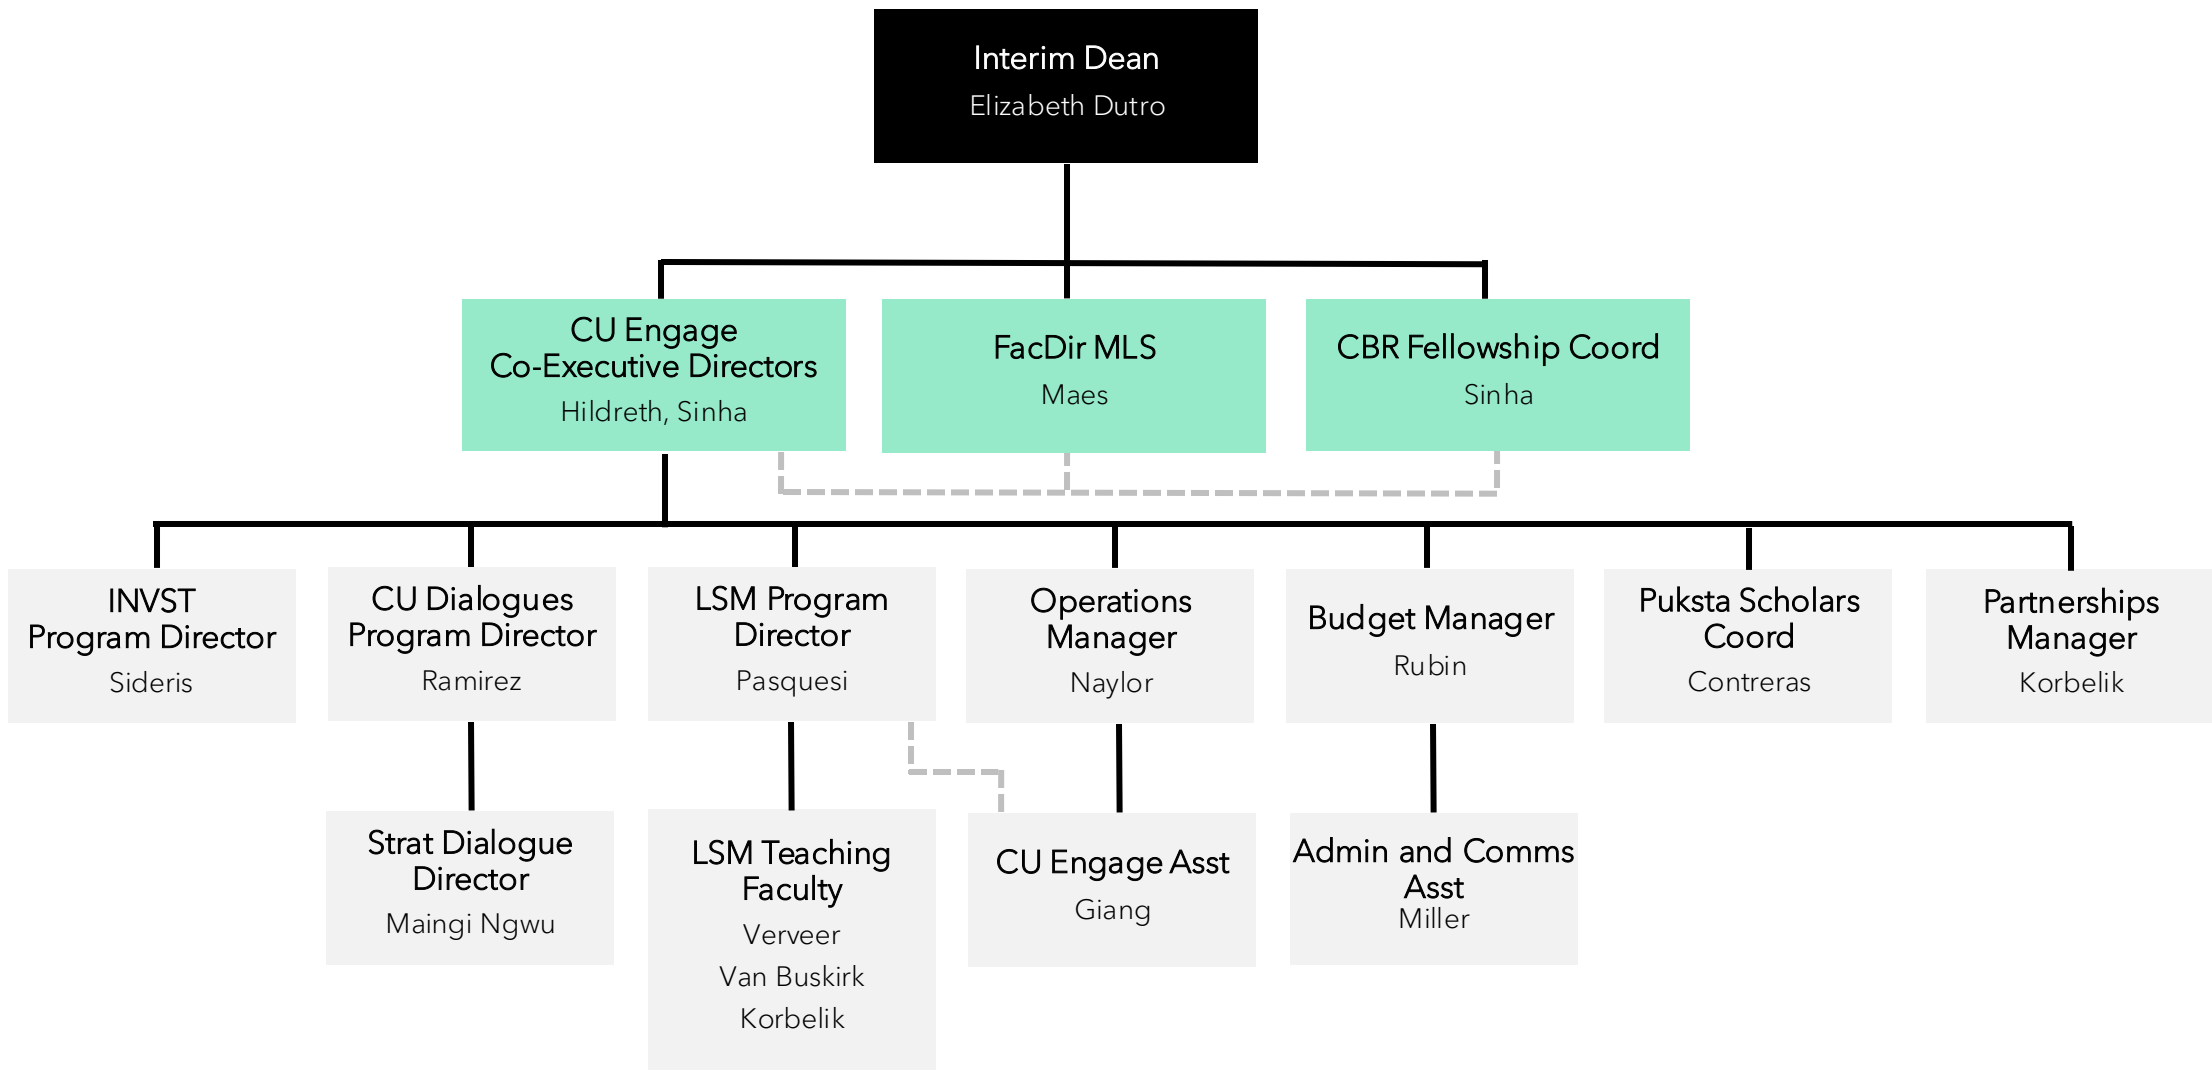 Interim Dean
Elizabeth Dutro
CU Engage
Co-Executive Directors
Hildreth, Sinha
FacDir MLS
Maes
CBR Fellowship Coord
Sinha
INVST
Program Director
Sideris
CU Dialogues
Program Director
Ramirez
LSM Program
Director
Pasquesi
Operations
Manager
Naylor
Budget Manager
Rubin
Puksta Scholars
Coord
Contreras
Partnerships
Manager
Korbelik
Strat Dialogue
Director
Maingi Ngwu
LSM Teaching
Faculty
Verveer
Van Buskirk
Korbelik
CU Engage Asst
Giang
Admin and Comms
Asst
Miller